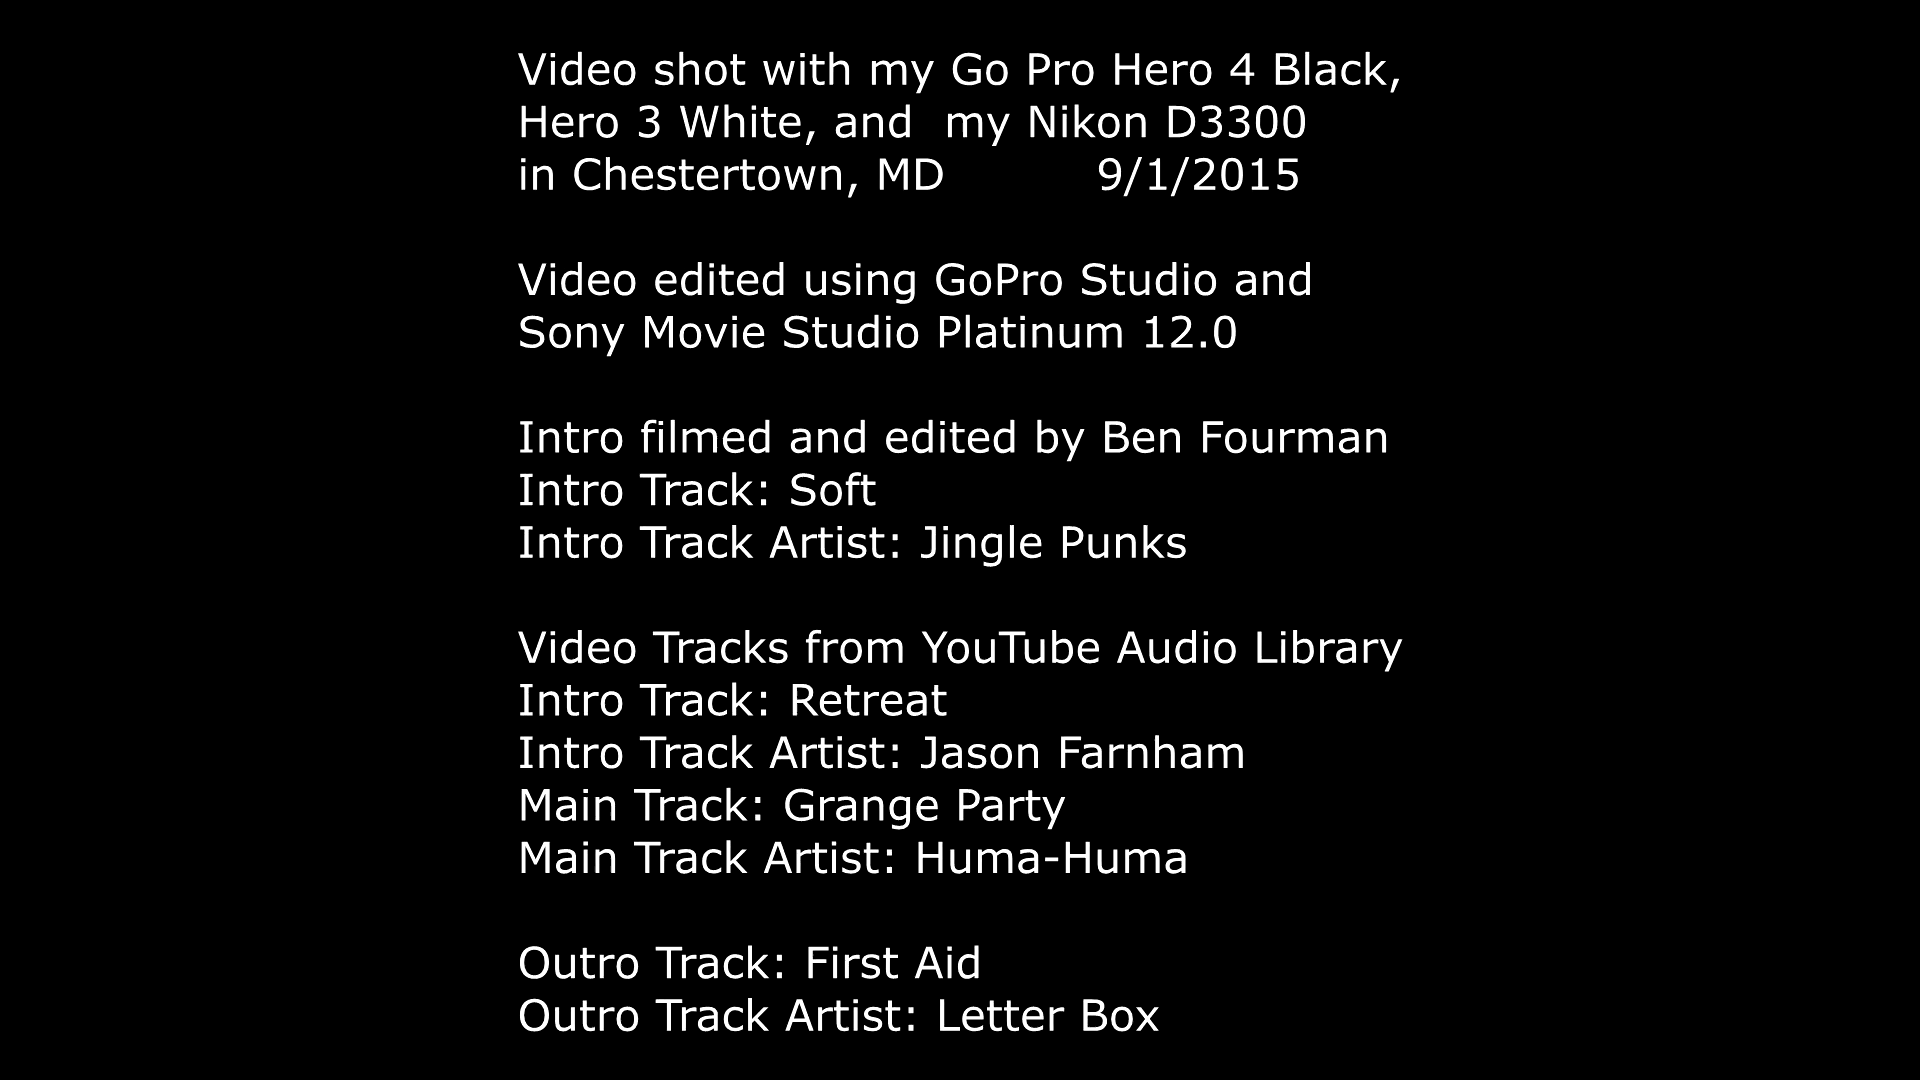 Video shot with my Go Pro Hero 4 Black,
Hero 3 White, and  my Nikon D3300
in Chestertown, MD          9/1/2015
Video edited using GoPro Studio and
Sony Movie Studio Platinum 12.0
Intro filmed and edited by Ben Fourman
Intro Track: Soft
Intro Track Artist: Jingle Punks
Video Tracks from YouTube Audio Library
Intro Track: Retreat
Intro Track Artist: Jason Farnham
Main Track: Grange Party
Main Track Artist: Huma-Huma
Outro Track: First Aid
Outro Track Artist: Letter Box